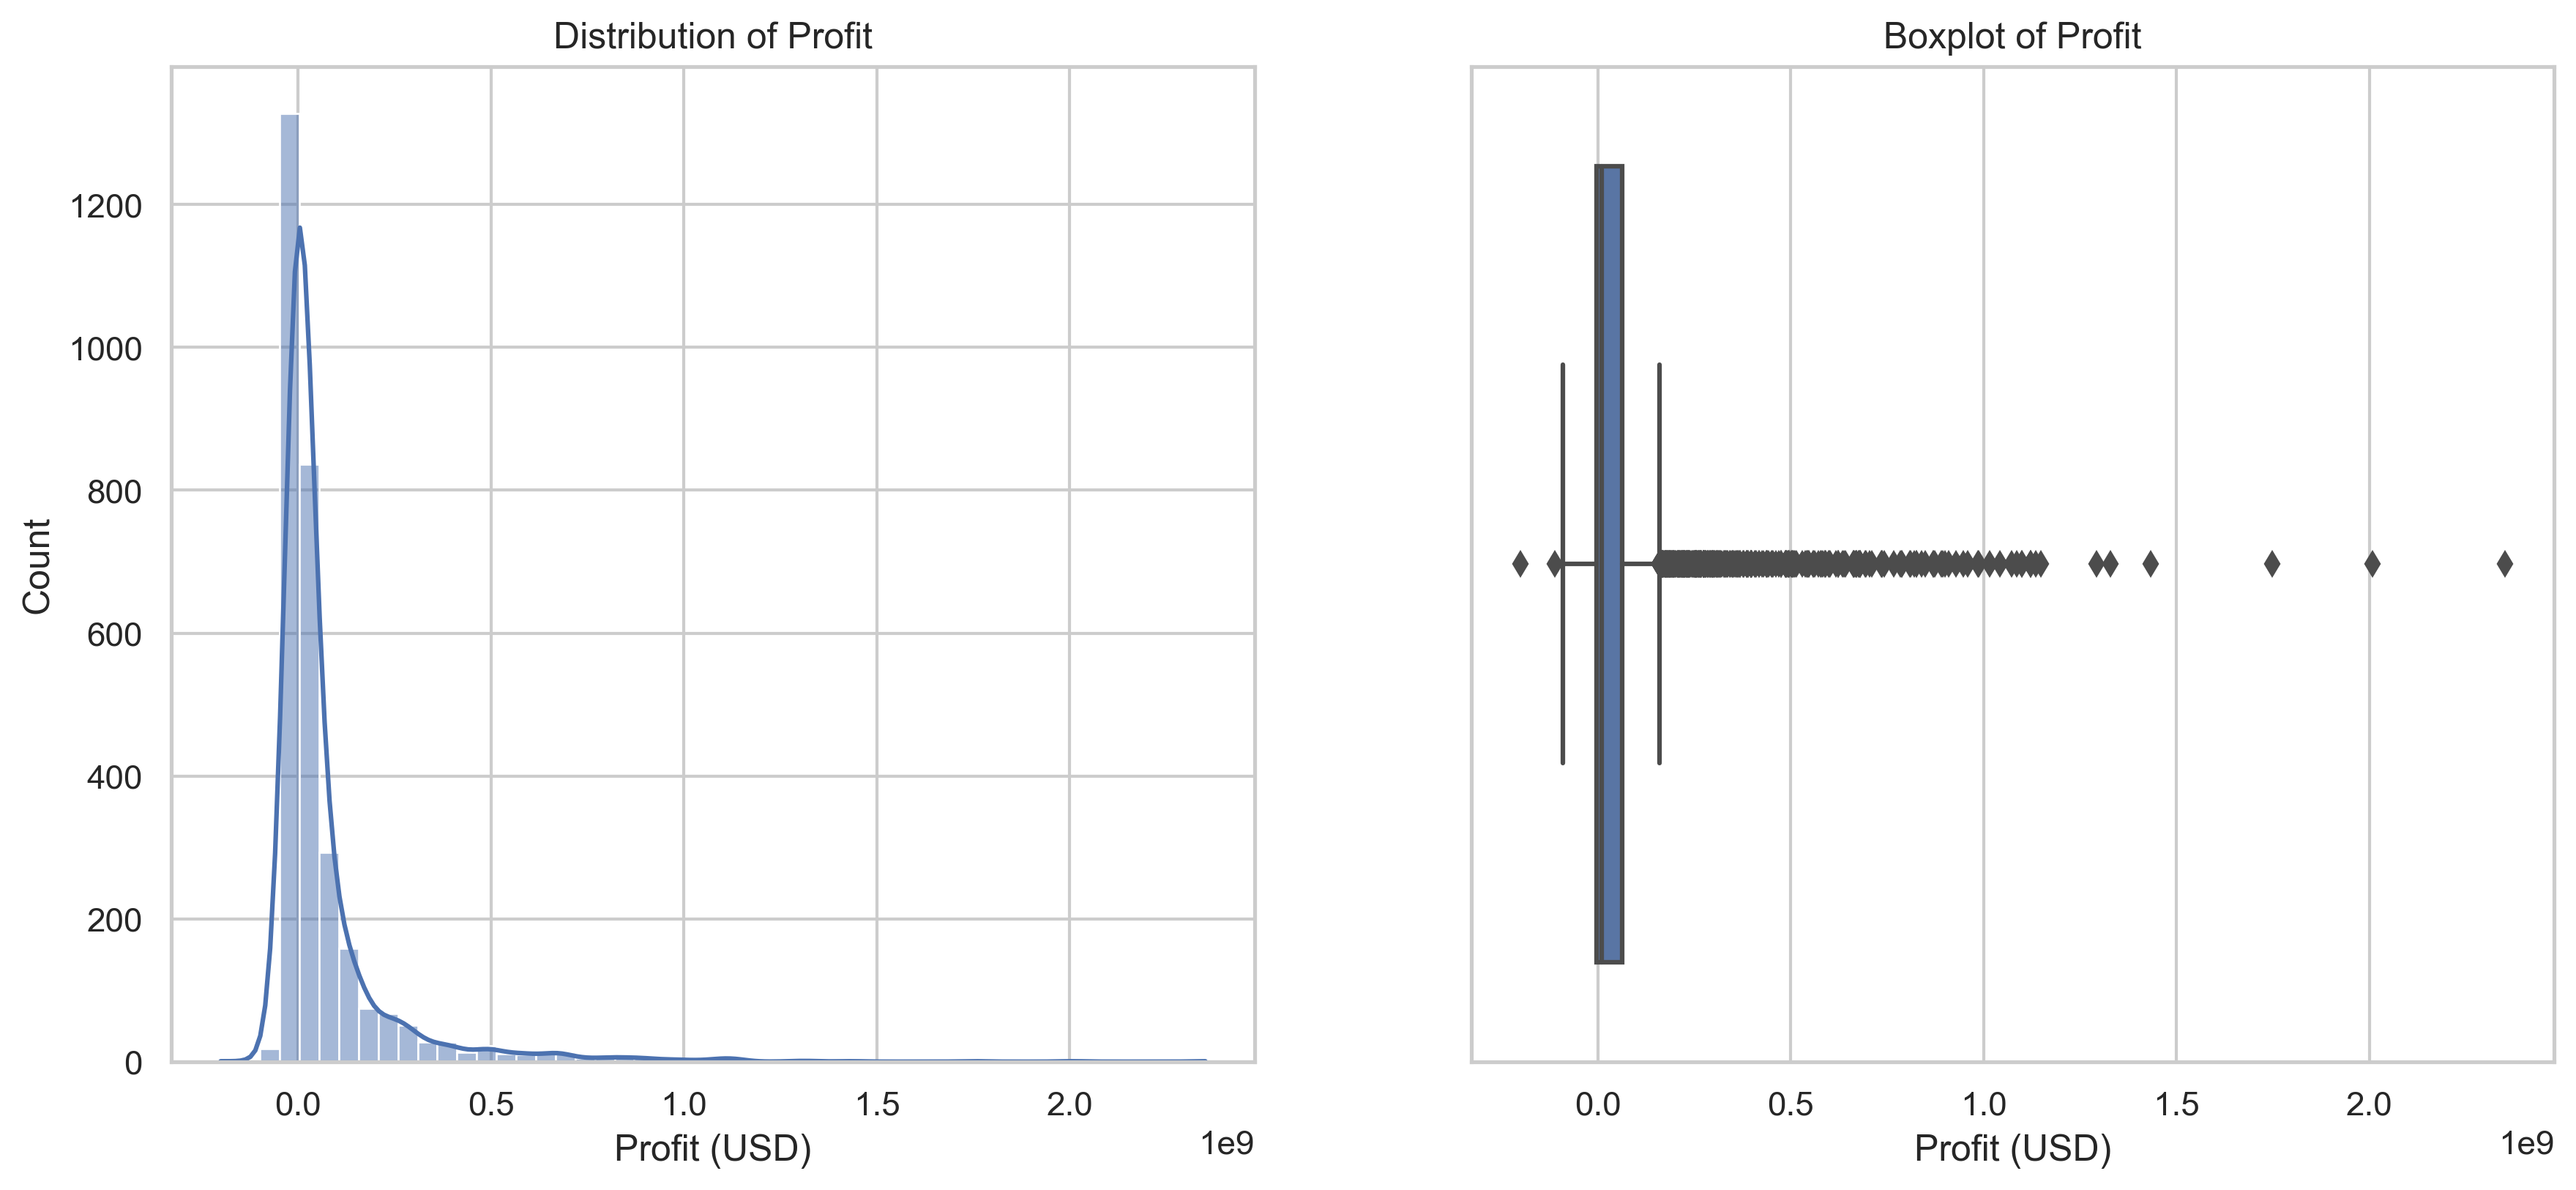 Distribution of Profit
Count
1200
1000
800
600
400
200
0
0.0 0.5 1.0 1.5 2.0
1e9
Profit (USD)
Boxplot of Profit
0.0 0.5 1.0 1.5 2.0
1e9
Profit (USD)